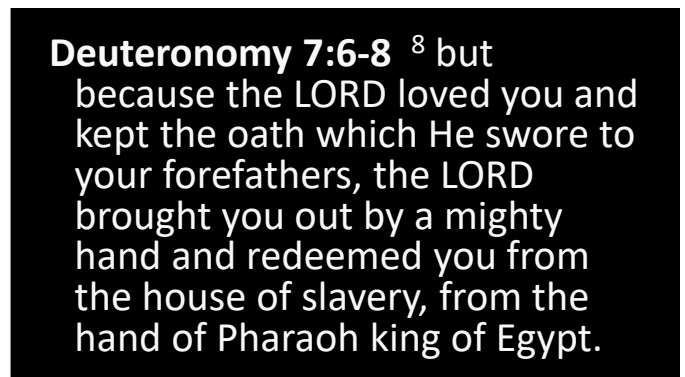 Deuteronomy 7:6-8  8 but
because the LORD loved you and
kept the oath which He swore to
your forefathers, the LORD
brought you out by a mighty
hand and redeemed you from
the house of slavery, from the
hand of Pharaoh king of Egypt.